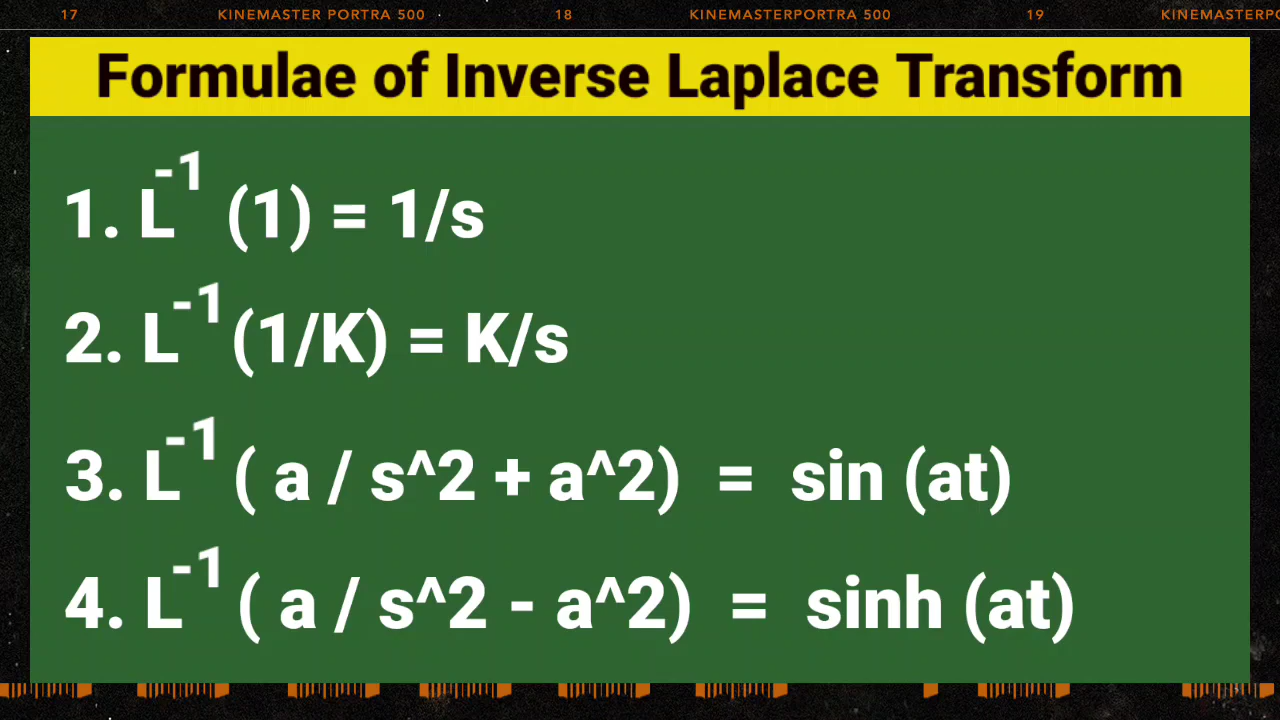 17 KINEMASTER PORTRA 500 18 KINEMASTERPORTRA 500 19 KINEMASTERP
Formulae of Inverse Laplace Transform
1. L^-1 (1) = 1/s
2. L^-1 (1/K) = K/s
3. L^-1 ( a / s^2 + a^2) = sin (at)
4. L^-1 ( a / s^2 - a^2) = sinh (at)